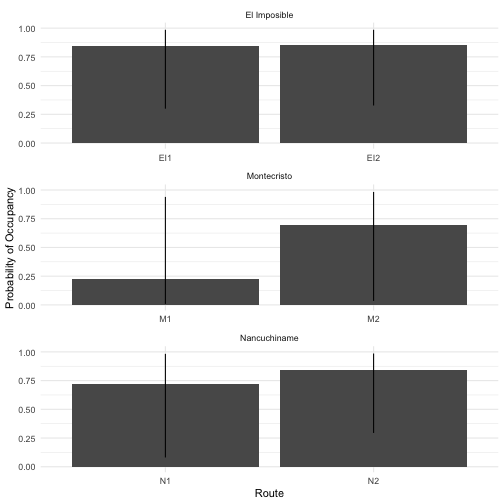 El Imposible
1.00
0.75
0.50
0.25
0.00
EI1 EI2
Montecristo
1.00
0.75
0.50
0.25
0.00
M1 M2
Nancuchiname
1.00
0.75
0.50
0.25
0.00
N1 N2
Probability of Occupancy
Route